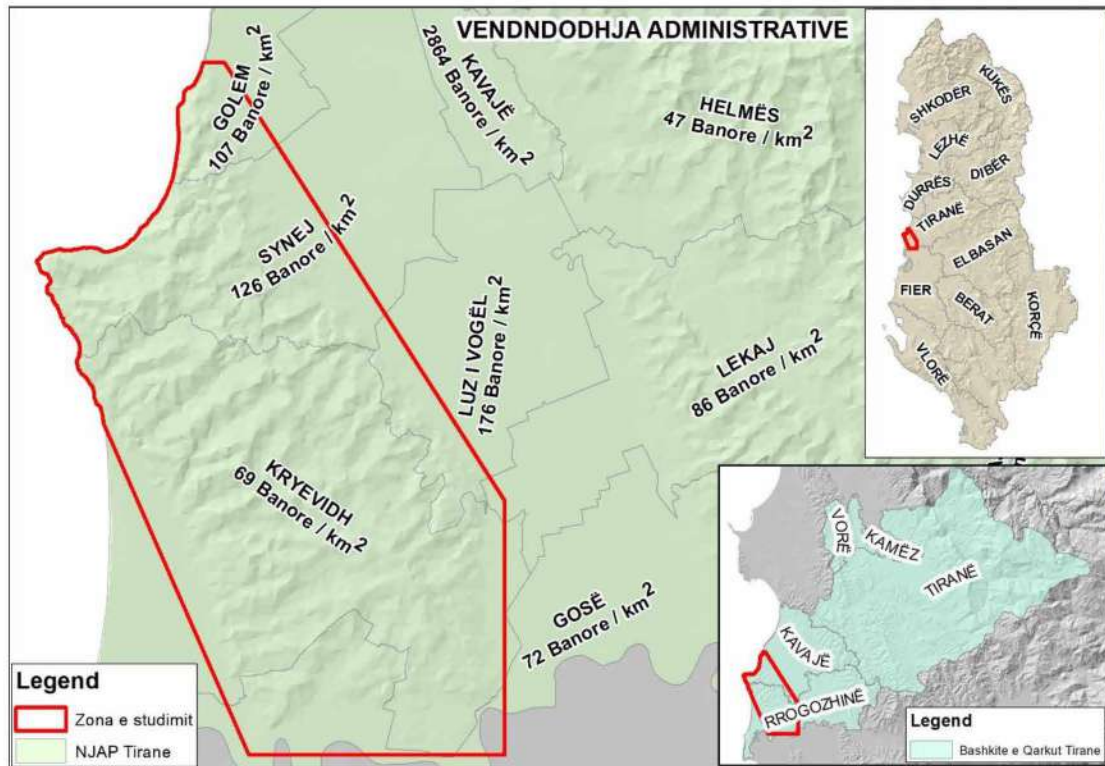 VENDNDODHJA ADMINISTRATIVE
GOLEM
107 Banore / km²
KAVAJË
2864 Banore / km²
HELMËS
47 Banore / km²
SYNEJ
126 Banore / km²
LUZ I VOGËL
176 Banore / km²
LEKAJ
86 Banore / km²
KRYEVIDH
69 Banore / km²
GOSË
72 Banore / km²
Legend
Zona e studimit
NJAP Tirane
KUKËS
SHKODËR
LEZHË
DIBËR
DURRËS
TIRANË
ELBASAN
FIER
BERAT
KORÇË
VLORË
VORË
KAMËZ
TIRANË
KAVAJË
RROGOZHINË
Legend
Bashkite e Qarkut Tirane